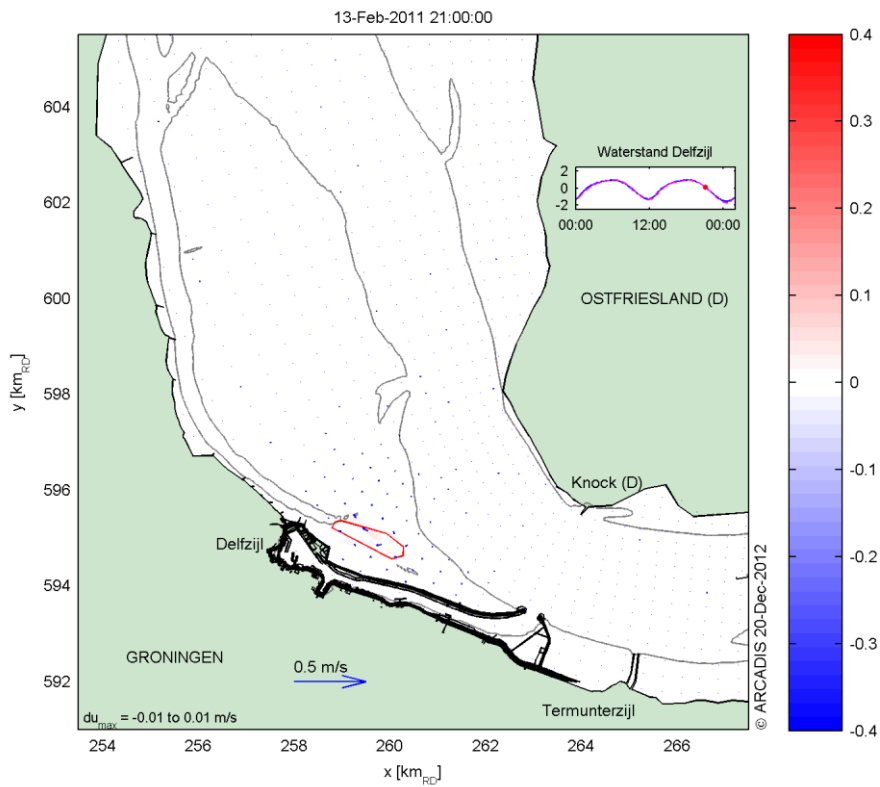 13-Feb-2011 21:00:00
0.4
0.3
0.2
0.1
0
-0.1
-0.2
-0.3
-0.4
604
602
600
598
596
594
592
y [km_RD]
Waterstand Delfzijl
2
0
-2
00:00
12:00
00:00
OSTFRIESLAND (D)
Knock (D)
Delfzijl
GRONINGEN
0.5 m/s
Termunterzijl
du_max = -0.01 to 0.01 m/s
© ARCADIS 20-Dec-2012
254
256
258
260
262
264
266
x [km_RD]